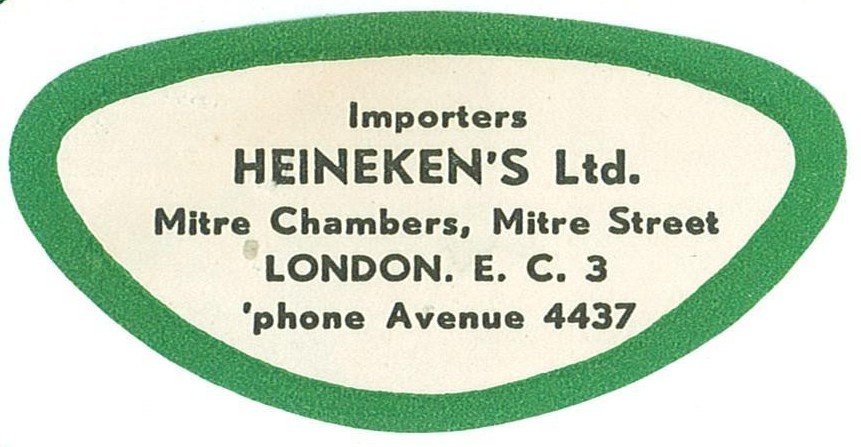 Importers
HEINEKEN'S Ltd.
Mitre Chambers, Mitre Street
LONDON. E. C. 3
'phone Avenue 4437